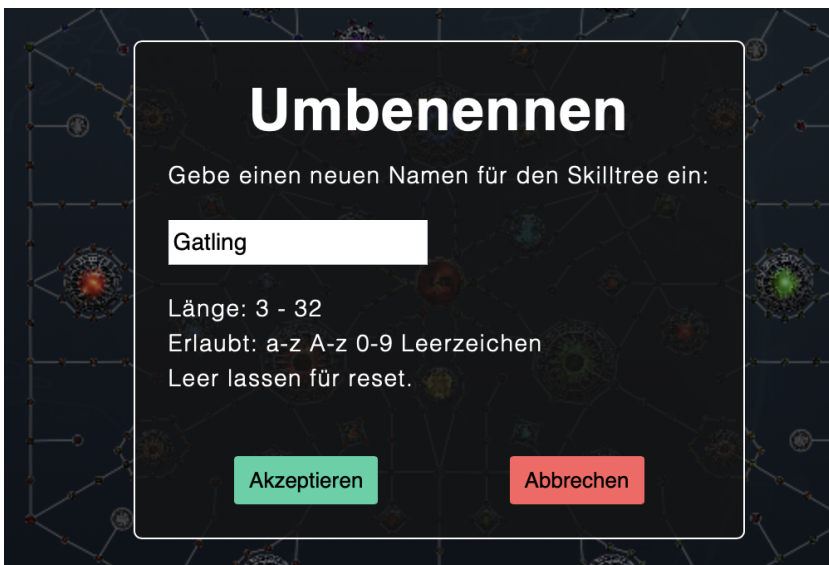 Umbenennen
Gebe einen neuen Namen für den Skilltree ein:
Gatling
Länge: 3 - 32
Erlaubt: a-z A-z 0-9 Leerzeichen
Leer lassen für reset.
Akzeptieren
Abbrechen